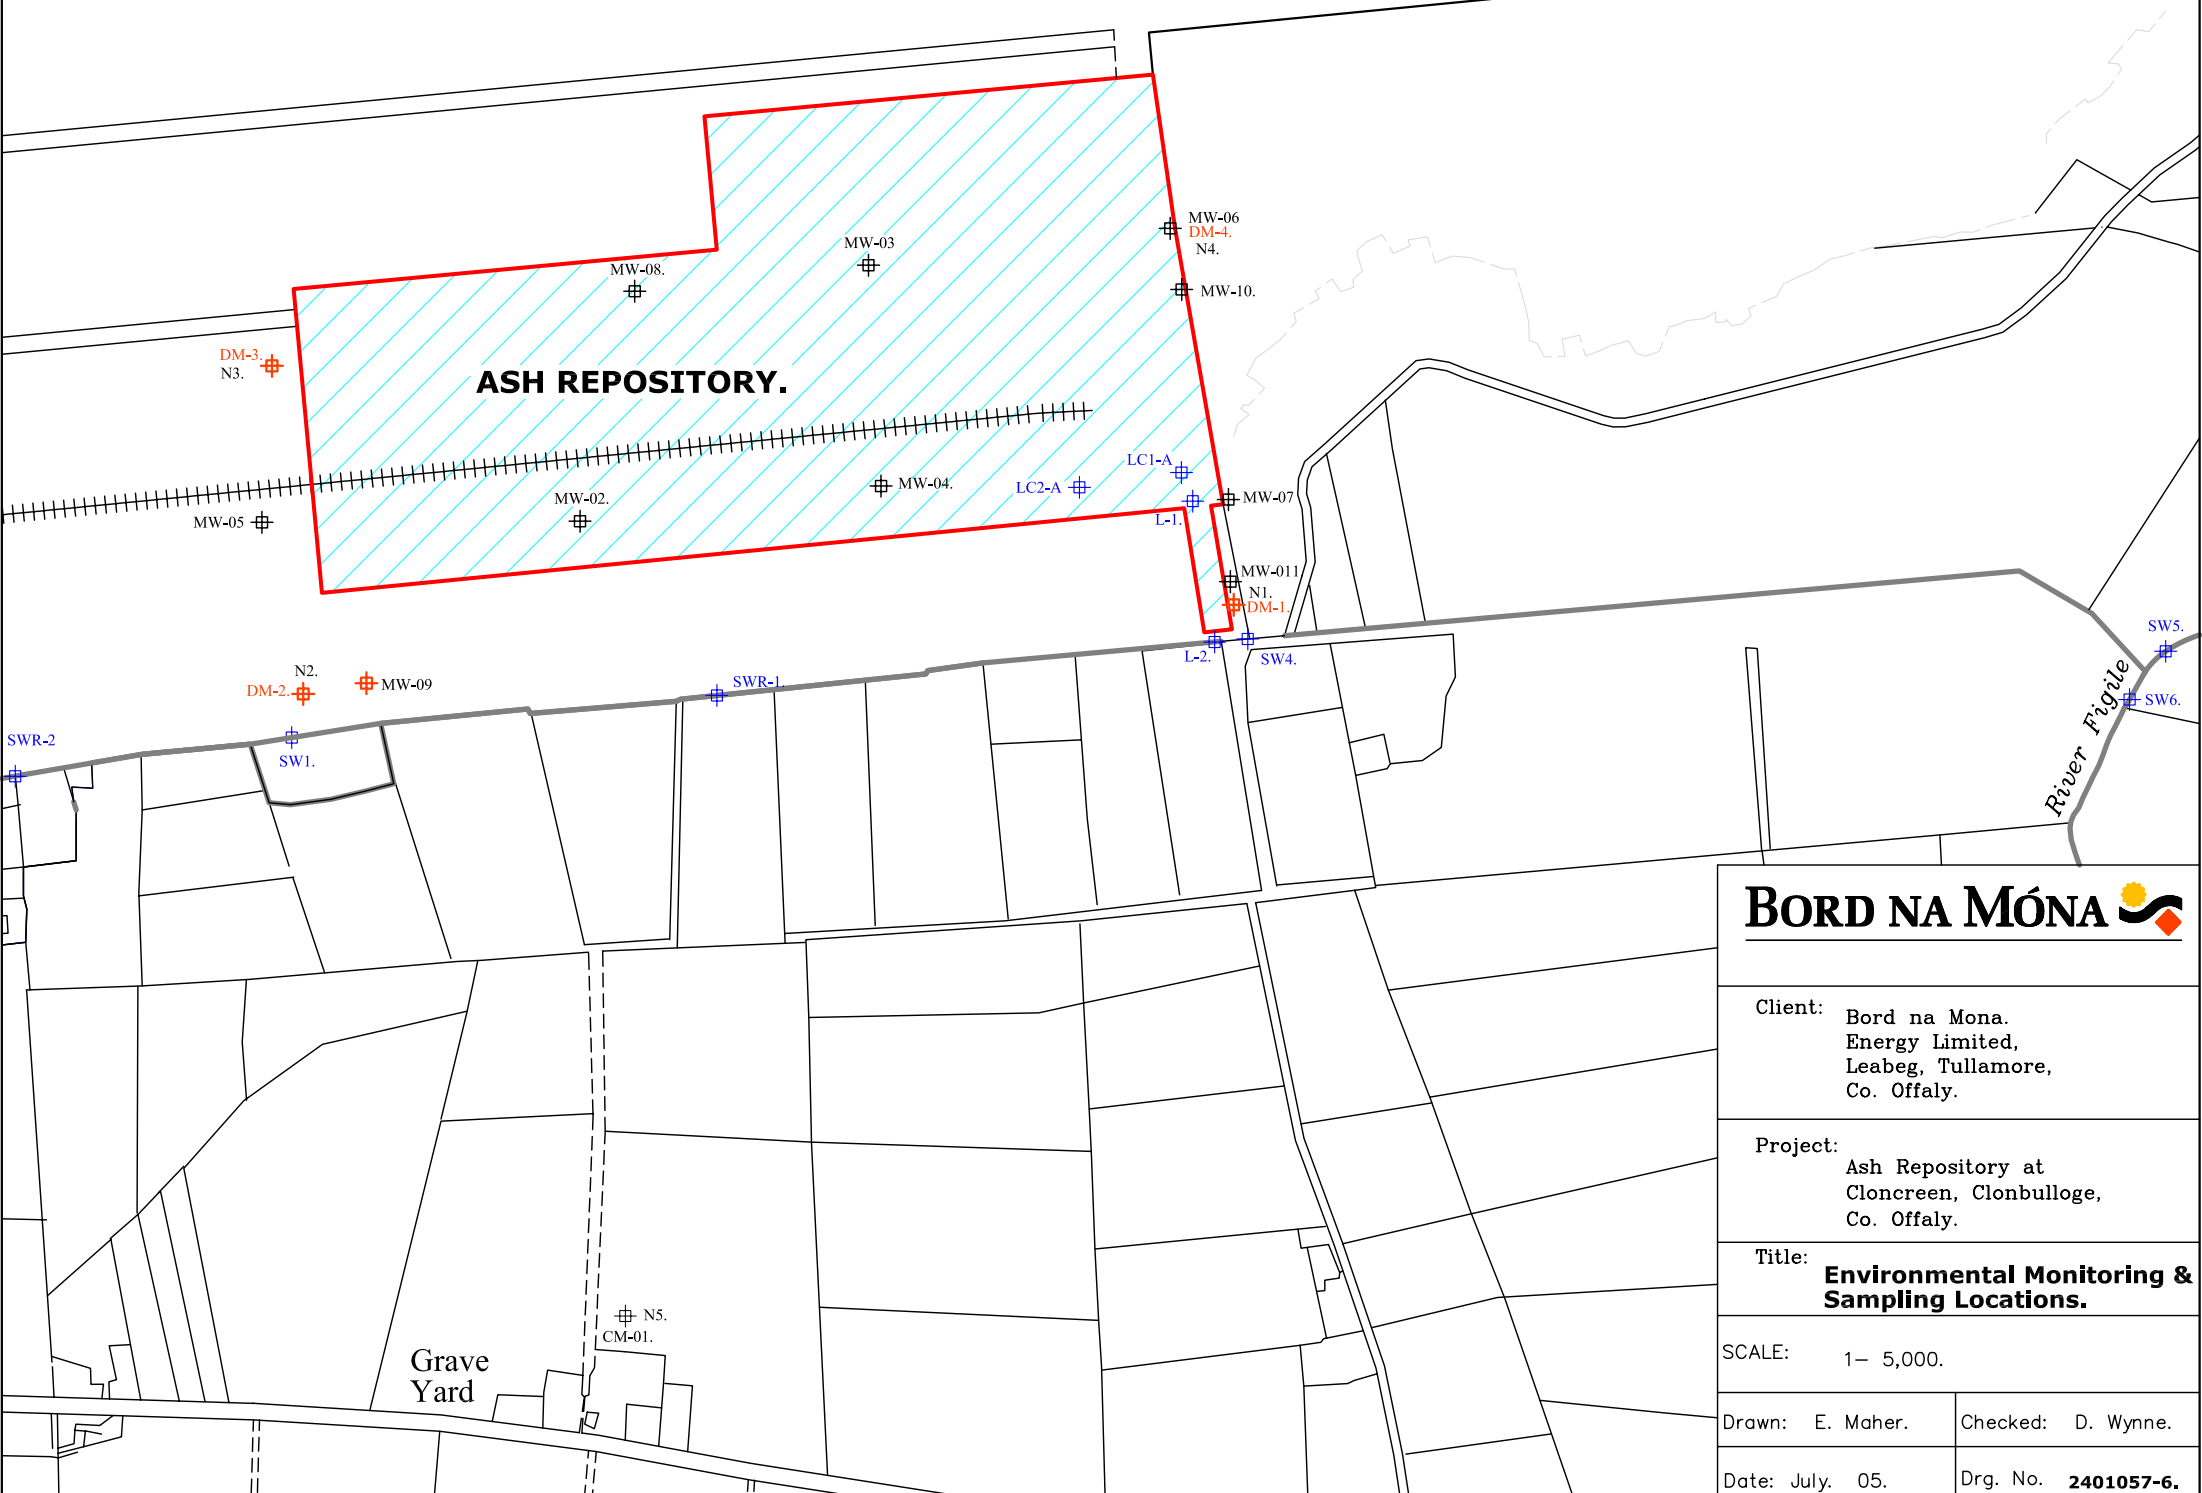 MW-06
DM-4.
N4.
MW-03
MW-08.
MW-10.
DM-3.
N3.
ASH REPOSITORY.
LC1-A
LC2-A
MW-04.
MW-02.
MW-07
L-1.
MW-05
MW-011
N1.
DM-1.
SW5.
L-2.
SW4.
N2.
DM-2.
MW-09
SWR-1.
SW6.
River Figile
SWR-2
SW1.
N5.
CM-01.
Grave
Yard
BORD NA MÓNA
Client:
Bord na Mona.
Energy Limited,
Leabeg, Tullamore,
Co. Offaly.
Project:
Ash Repository at
Cloncreen, Clonbulloge,
Co. Offaly.
Title:
Environmental Monitoring &
Sampling Locations.
SCALE: 1- 5,000.
Drawn: E. Maher.
Checked: D. Wynne.
Date: July. 05.
Drg. No. 2401057-6.